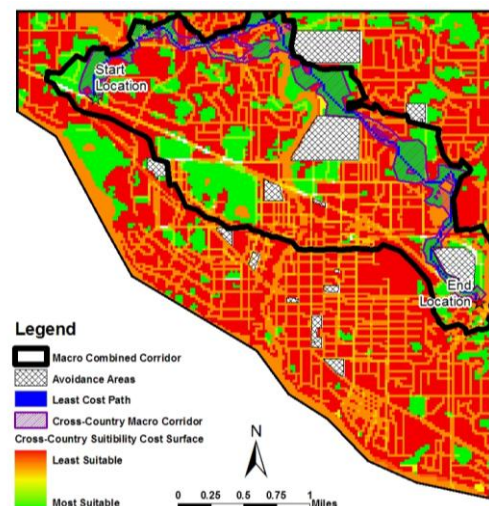 Start
Location
End
Location
Legend
Macro Combined Corridor
Avoidance Areas
Least Cost Path
Cross-Country Macro Corridor
Cross-Country Suitibility Cost Surface
Least Suitable
Most Suitable
N
0 0.25 0.5 0.75 1
Miles